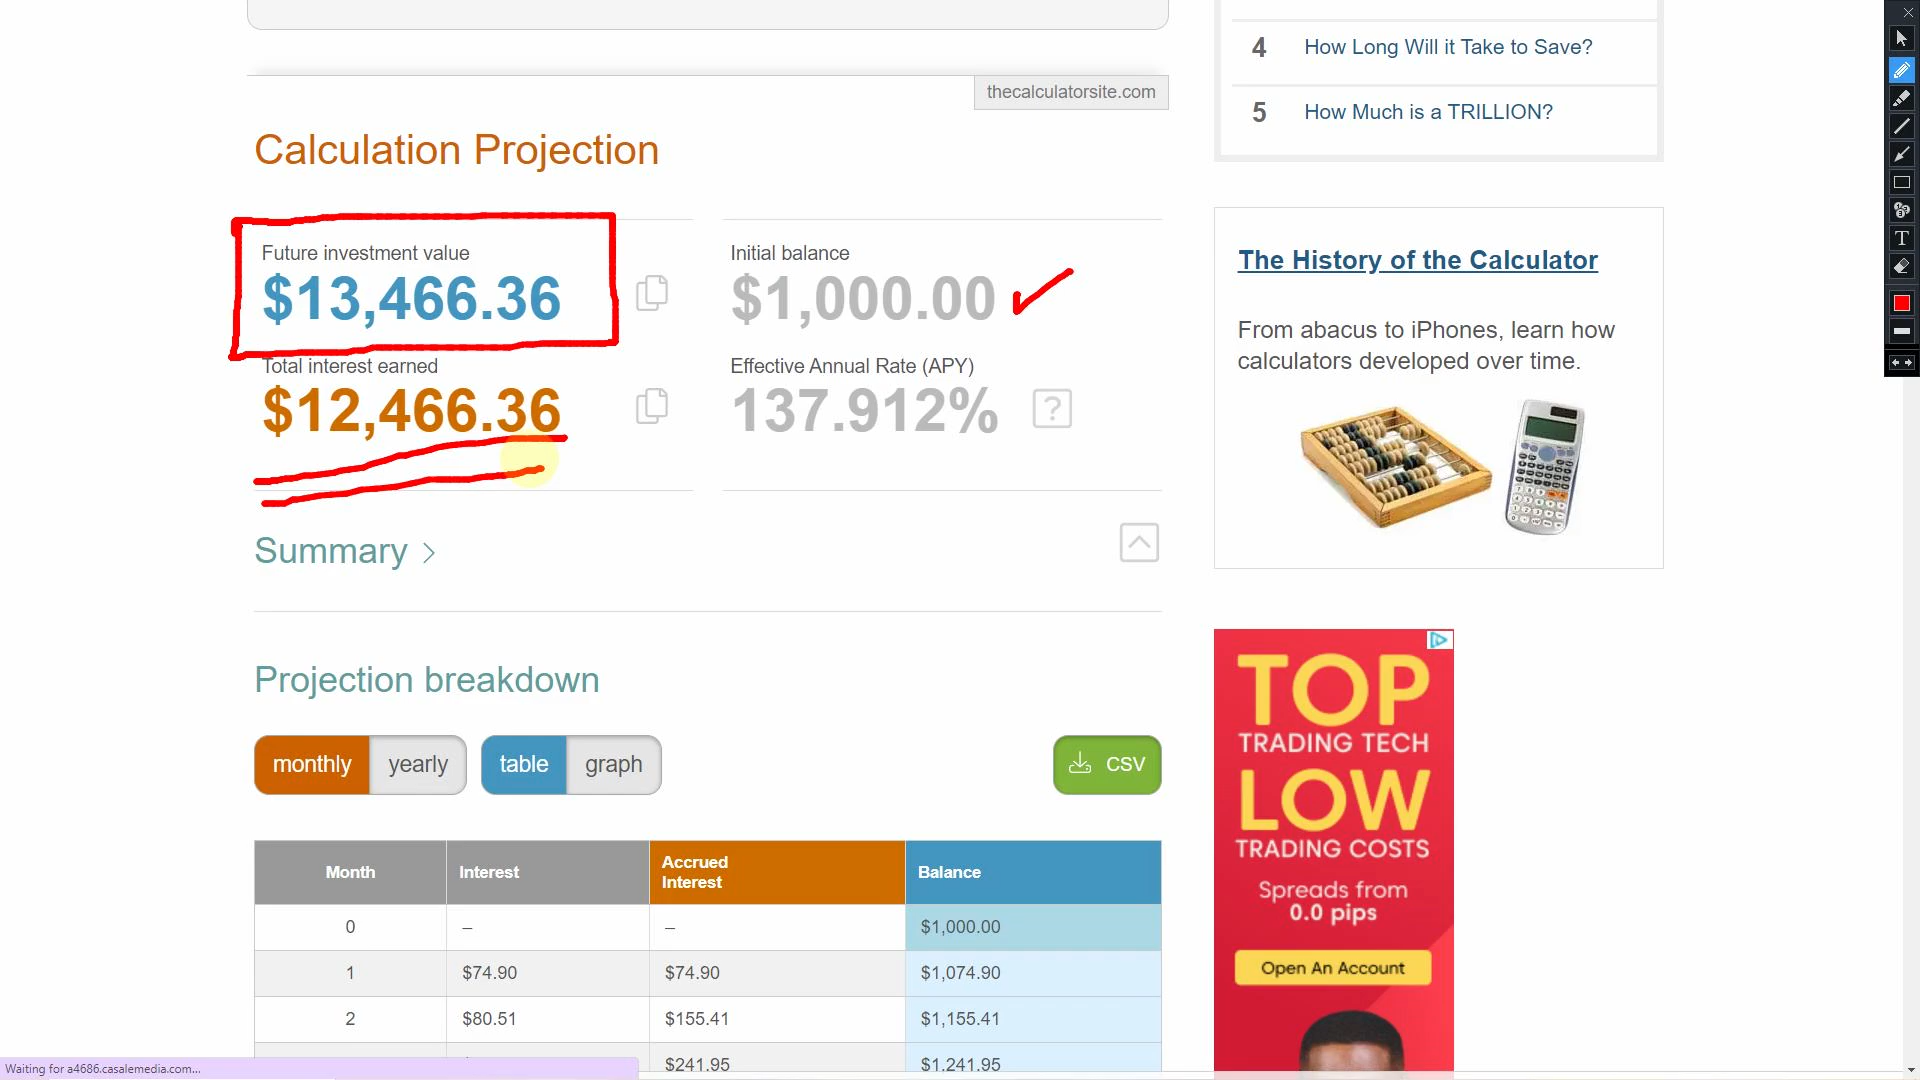 4 How Long Will it Take to Save?
5 How Much is a TRILLION?
thecalculatorsite.com
Calculation Projection
Future investment value
$13,466.36
Initial balance
$1,000.00
Total interest earned
$12,466.36
Effective Annual Rate (APY)
137.912%
?
Summary
Projection breakdown
monthly yearly table graph CSV
Month Interest Accrued Interest Balance
0 – – $1,000.00
1 $74.90 $74.90 $1,074.90
2 $80.51 $155.41 $1,155.41
$241.95 $1,241.95
The History of the Calculator
From abacus to iPhones, learn how
calculators developed over time.
TOP
TRADING TECH
LOW
TRADING COSTS
Spreads from
0.0 pips
Open An Account
T
Waiting for a4686.casalemedia.com...